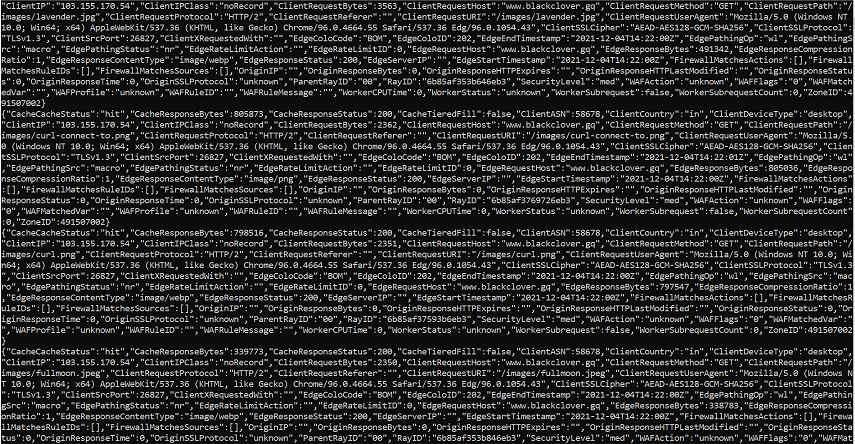 "ClientIP":"103.155.170.54","ClientIPClass":"noRecord","ClientRequestBytes":3563,"ClientRequestHost":"www.blackclover.gq","ClientRequestMethod":"GET","ClientRequestPath":"/
images/lavender.jpg","ClientRequestProtocol":"HTTP/2","ClientRequestReferer":"","ClientRequestURI":"/images/lavender.jpg","ClientRequestUserAgent":"Mozilla/5.0 (Windows NT
10.0; Win64; x64) AppleWebKit/537.36 (KHTML, like Gecko) Chrome/96.0.4664.55 Safari/537.36 Edg/96.0.1054.43","ClientSSLCipher":"AEAD-AES128-GCM-SHA256","ClientSSLProtocol":
"TLSv1.3","ClientSrcPort":26827,"ClientXRequestedWith":"","EdgeColoCode":"BOM","EdgeColoID":202,"EdgeEndTimestamp":"2021-12-04T14:22:00Z","EdgePathingOp":"wl","EdgePathingS
rc":"macro","EdgePathingStatus":"nr","EdgeRateLimitAction":"","EdgeRateLimitID":0,"EdgeRequestHost":"www.blackclover.gq","EdgeResponseBytes":491342,"EdgeResponseCompression
Ratio":1,"EdgeResponseContentType":"image/webp","EdgeResponseStatus":200,"EdgeServerIP":"","EdgeStartTimestamp":"2021-12-04T14:22:00Z","FirewallMatchesActions":[],"Firewall
MatchesRuleIDs":[],"FirewallMatchesSources":[],"OriginIP":"","OriginResponseBytes":0,"OriginResponseHTTPExpires":"","OriginResponseHTTPLastModified":"","OriginResponseStatu
s":0,"OriginResponseTime":0,"OriginSSLProtocol":"unknown","ParentRayID":"00","RayID":"6b85af358b646eb3","SecurityLevel":"med","WAFAction":"unknown","WAFFlags":"0","WAFMatch
edVar":"","WAFProfile":"unknown","WAFRuleID":"","WAFRuleMessage":"","WorkerCPUTime":0,"WorkerStatus":"unknown","WorkerSubrequest":false,"WorkerSubrequestCount":0,"ZoneID":4
91507002}
{"CacheCacheStatus":"hit","CacheResponseBytes":805873,"CacheResponseStatus":200,"CacheTieredFill":false,"ClientASN":58678,"ClientCountry":"in","ClientDeviceType":"desktop",
"ClientIP":"103.155.170.54","ClientIPClass":"noRecord","ClientRequestBytes":2362,"ClientRequestHost":"www.blackclover.gq","ClientRequestMethod":"GET","ClientRequestPath":"/
images/curl-connect-to.png","ClientRequestProtocol":"HTTP/2","ClientRequestReferer":"","ClientRequestURI":"/images/curl-connect-to.png","ClientRequestUserAgent":"Mozilla/5.
0 (Windows NT 10.0; Win64; x64) AppleWebKit/537.36 (KHTML, like Gecko) Chrome/96.0.4664.55 Safari/537.36 Edg/96.0.1054.43","ClientSSLCipher":"AEAD-AES128-GCM-SHA256","Client
SSLProtocol":"TLSv1.3","ClientSrcPort":26827,"ClientXRequestedWith":"","EdgeColoCode":"BOM","EdgeColoID":202,"EdgeEndTimestamp":"2021-12-04T14:22:01Z","EdgePathingOp":"wl",
"EdgePathingSrc":"macro","EdgePathingStatus":"nr","EdgeRateLimitAction":"","EdgeRateLimitID":0,"EdgeRequestHost":"www.blackclover.gq","EdgeResponseBytes":805036,"EdgeRespon
seCompressionRatio":1,"EdgeResponseContentType":"image/png","EdgeResponseStatus":200,"EdgeServerIP":"","EdgeStartTimestamp":"2021-12-04T14:22:00Z","FirewallMatchesActions"
:[],"FirewallMatchesRuleIDs":[],"FirewallMatchesSources":[],"OriginIP":"","OriginResponseBytes":0,"OriginResponseHTTPExpires":"","OriginResponseHTTPLastModified":"","Origin
ResponseStatus":0,"OriginResponseTime":0,"OriginSSLProtocol":"unknown","ParentRayID":"00","RayID":"6b85af3769726eb3","SecurityLevel":"med","WAFAction":"unknown","WAFFlags":
"0","WAFMatchedVar":"","WAFProfile":"unknown","WAFRuleID":"","WAFRuleMessage":"","WorkerCPUTime":0,"WorkerStatus":"unknown","WorkerSubrequest":false,"WorkerSubrequestCount"
:0,"ZoneID":491507002}
{"CacheCacheStatus":"hit","CacheResponseBytes":798516,"CacheResponseStatus":200,"CacheTieredFill":false,"ClientASN":58678,"ClientCountry":"in","ClientDeviceType":"desktop",
"ClientIP":"103.155.170.54","ClientIPClass":"noRecord","ClientRequestBytes":2351,"ClientRequestHost":"www.blackclover.gq","ClientRequestMethod":"GET","ClientRequestPath":"/
images/curl.png","ClientRequestProtocol":"HTTP/2","ClientRequestReferer":"","ClientRequestURI":"/images/curl.png","ClientRequestUserAgent":"Mozilla/5.0 (Windows NT 10.0; Wi
n64; x64) AppleWebKit/537.36 (KHTML, like Gecko) Chrome/96.0.4664.55 Safari/537.36 Edg/96.0.1054.43","ClientSSLCipher":"AEAD-AES128-GCM-SHA256","ClientSSLProtocol":"TLSv1.3
","ClientSrcPort":26827,"ClientXRequestedWith":"","EdgeColoCode":"BOM","EdgeColoID":202,"EdgeEndTimestamp":"2021-12-04T14:22:00Z","EdgePathingOp":"wl","EdgePathingSrc":"mac
ro","EdgePathingStatus":"nr","EdgeRateLimitAction":"","EdgeRateLimitID":0,"EdgeRequestHost":"www.blackclover.gq","EdgeResponseBytes":797547,"EdgeResponseCompressionRatio":1
,"EdgeResponseContentType":"image/webp","EdgeResponseStatus":200,"EdgeServerIP":"","EdgeStartTimestamp":"2021-12-04T14:22:00Z","FirewallMatchesActions":[],"FirewallMatchesR
uleIDs":[],"FirewallMatchesSources":[],"OriginIP":"","OriginResponseBytes":0,"OriginResponseHTTPExpires":"","OriginResponseHTTPLastModified":"","OriginResponseStatus":0,"Or
iginResponseTime":0,"OriginSSLProtocol":"unknown","ParentRayID":"00","RayID":"6b85af37593b6eb3","SecurityLevel":"med","WAFAction":"unknown","WAFFlags":"0","WAFMatchedVar":"
","WAFProfile":"unknown","WAFRuleID":"","WAFRuleMessage":"","WorkerCPUTime":0,"WorkerStatus":"unknown","WorkerSubrequest":false,"WorkerSubrequestCount":0,"ZoneID":491507002
}
{"CacheCacheStatus":"hit","CacheResponseBytes":339773,"CacheResponseStatus":200,"CacheTieredFill":false,"ClientASN":58678,"ClientCountry":"in","ClientDeviceType":"desktop",
"ClientIP":"103.155.170.54","ClientIPClass":"noRecord","ClientRequestBytes":2350,"ClientRequestHost":"www.blackclover.gq","ClientRequestMethod":"GET","ClientRequestPath":"/
images/fullmoon.jpeg","ClientRequestProtocol":"HTTP/2","ClientRequestReferer":"","ClientRequestURI":"/images/fullmoon.jpeg","ClientRequestUserAgent":"Mozilla/5.0 (Windows N
T 10.0; Win64; x64) AppleWebKit/537.36 (KHTML, like Gecko) Chrome/96.0.4664.55 Safari/537.36 Edg/96.0.1054.43","ClientSSLCipher":"AEAD-AES128-GCM-SHA256","ClientSSLProtocol
":"TLSv1.3","ClientSrcPort":26827,"ClientXRequestedWith":"","EdgeColoCode":"BOM","EdgeColoID":202,"EdgeEndTimestamp":"2021-12-04T14:22:00Z","EdgePathingOp":"wl","EdgePathin
gSrc":"macro","EdgePathingStatus":"nr","EdgeRateLimitAction":"","EdgeRateLimitID":0,"EdgeRequestHost":"www.blackclover.gq","EdgeResponseBytes":338783,"EdgeResponseCompressi
onRatio":1,"EdgeResponseContentType":"image/webp","EdgeResponseStatus":200,"EdgeServerIP":"","EdgeStartTimestamp":"2021-12-04T14:22:00Z","FirewallMatchesActions":[],"Firewa
llMatchesRuleIDs":[],"FirewallMatchesSources":[],"OriginIP":"","OriginResponseBytes":0,"OriginResponseHTTPExpires":"","OriginResponseHTTPLastModified":"","OriginResponseSta
tus":0,"OriginResponseTime":0,"OriginSSLProtocol":"unknown","ParentRayID":"00","RayID":"6b85af353b846eb3","SecurityLevel":"med","WAFAction":"unknown","WAFFlags":"0","WAFMat